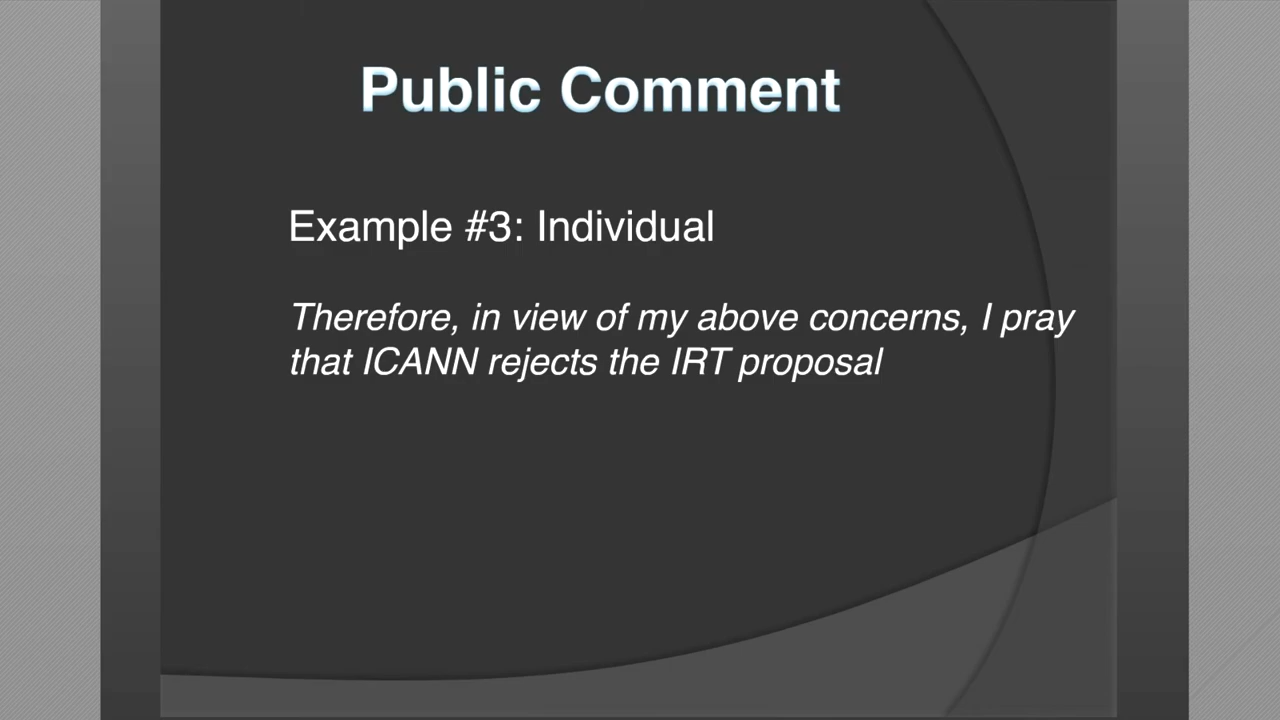 Public Comment
Example #3: Individual
Therefore, in view of my above concerns, I pray
that ICANN rejects the IRT proposal